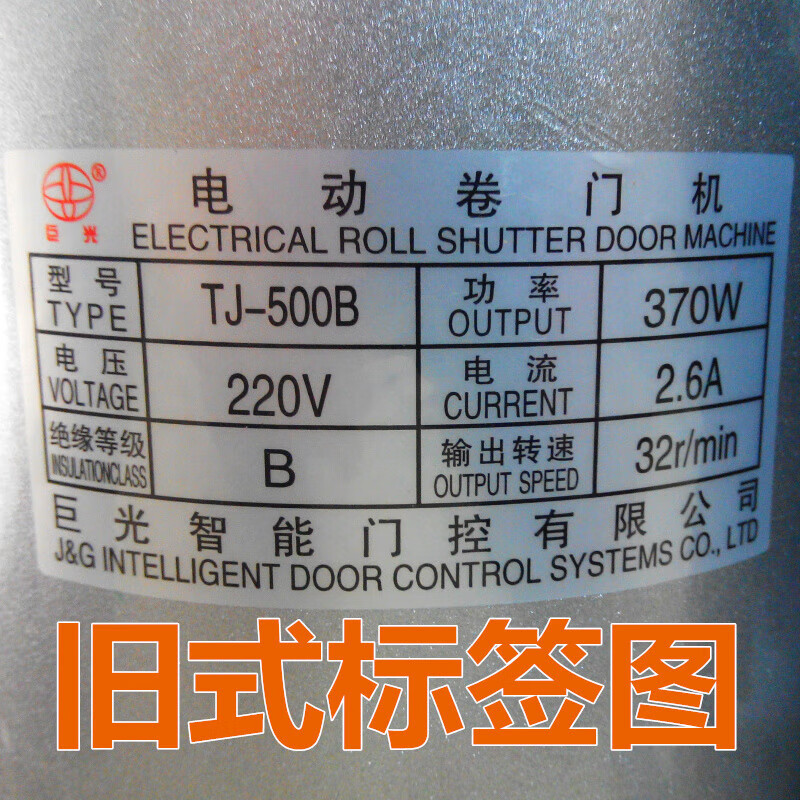 巨光®
电动卷门机
ELECTRICAL ROLL SHUTTER DOOR MACHINE
型号 TJ-500B 功率 370W
TYPE OUTPUT
电压 220V 电流 2.6A
VOLTAGE CURRENT
绝缘等级 B 输出转速 32r/min
INSULATIONCLASS OUTPUT SPEED
巨光智能门控有限公司
J&G INTELLIGENT DOOR CONTROL SYSTEMS CO., LTD
旧式标签图